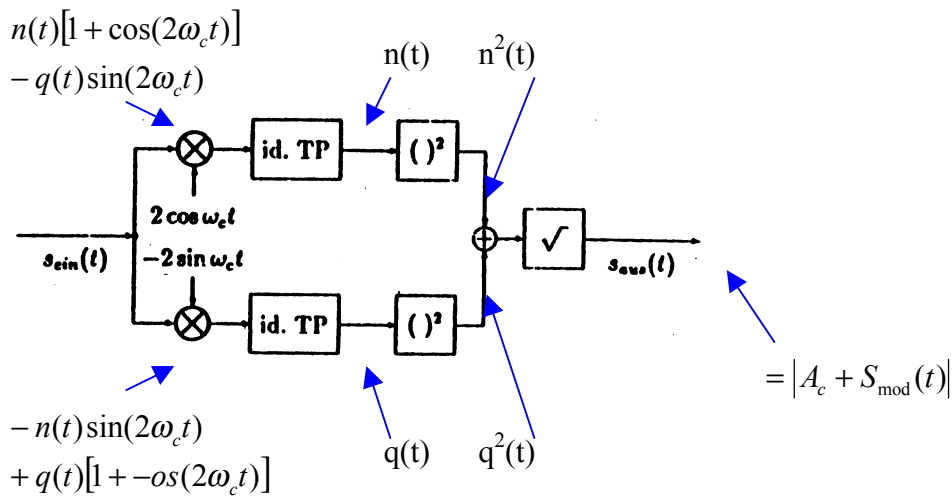 n(t)[1 + cos(2ω_c t)]
− q(t)sin(2ω_c t)
n(t)
n²(t)
id. TP
( )²
2 cos ω_c t
s_ein(t)
−2 sin ω_c t
√
s_aus(t)
id. TP
( )²
= |A_c + S_mod(t)|
− n(t)sin(2ω_c t)
+ q(t)[1 + −os(2ω_c t)]
q(t)
q²(t)